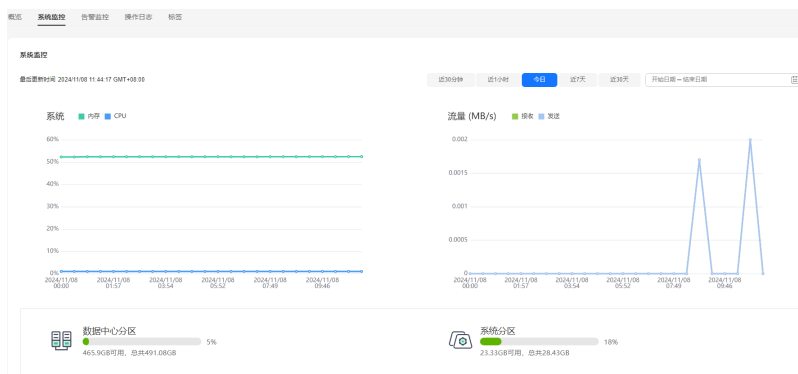 概览 系统监控 告警监控 操作日志 标签
系统监控
最后更新时间 2024/11/08 11:44:17 GMT+08:00
近30分钟 近1小时 今日 近7天 近30天 开始日期 – 结束日期
系统 内存 CPU
流量 (MB/s) 接收 发送
60%
50%
40%
30%
20%
10%
0%
2024/11/08 00:00
2024/11/08 01:57
2024/11/08 03:54
2024/11/08 05:52
2024/11/08 07:49
2024/11/08 09:46
0.002
0.0015
0.001
0.0005
0
2024/11/08 00:00
2024/11/08 01:57
2024/11/08 03:54
2024/11/08 05:52
2024/11/08 07:49
2024/11/08 09:46
数据中心分区
5%
465.9GB可用，总共491.08GB
系统分区
18%
23.33GB可用，总共28.43GB